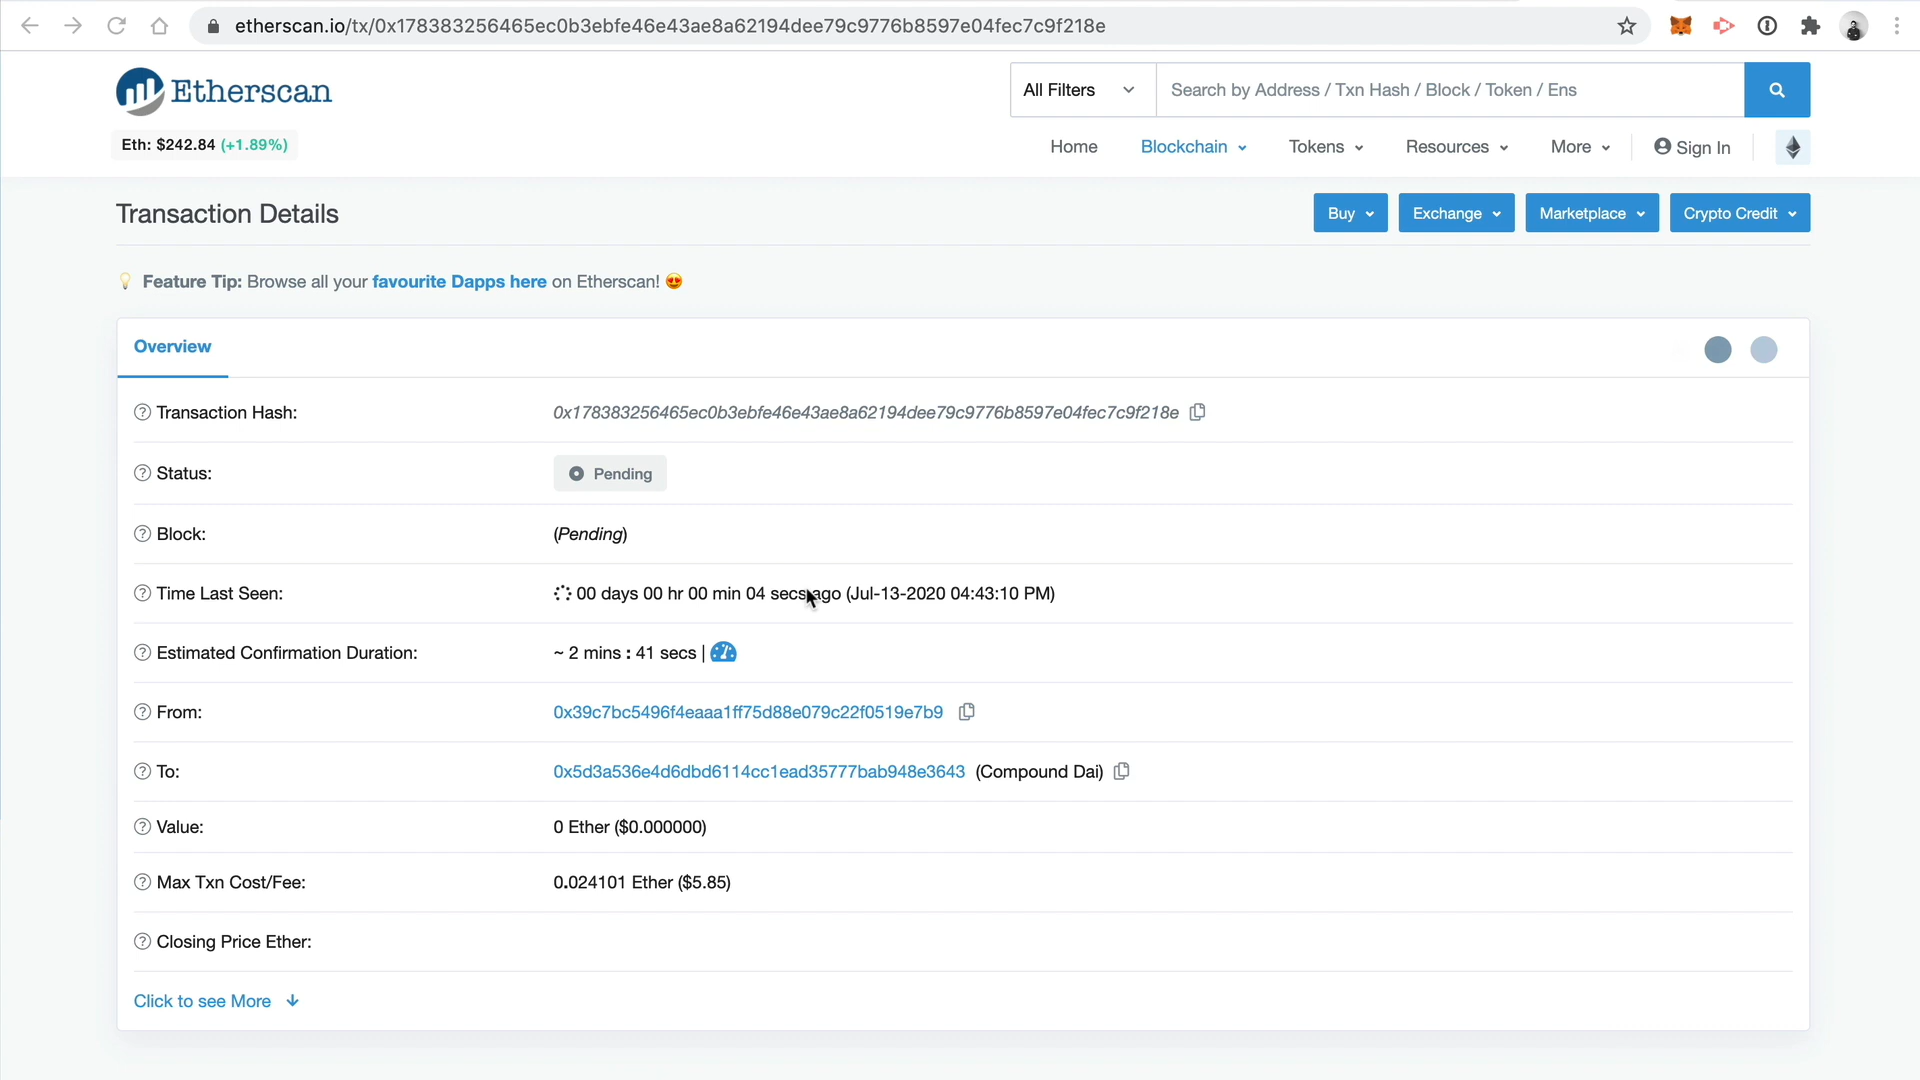 etherscan.io/tx/0x178383256465ec0b3ebfe46e43ae8a62194dee79c9776b8597e04fec7c9f218e
Etherscan
All Filters
Search by Address / Txn Hash / Block / Token / Ens
Eth: $242.84 (+1.89%)
Home Blockchain Tokens Resources More Sign In
Transaction Details
Buy Exchange Marketplace Crypto Credit
Feature Tip: Browse all your favourite Dapps here on Etherscan!
Overview
Transaction Hash: 0x178383256465ec0b3ebfe46e43ae8a62194dee79c9776b8597e04fec7c9f218e
Status: Pending
Block: (Pending)
Time Last Seen: 00 days 00 hr 00 min 04 secs ago (Jul-13-2020 04:43:10 PM)
Estimated Confirmation Duration: ~ 2 mins : 41 secs |
From: 0x39c7bc5496f4eaaa1ff75d88e079c22f0519e7b9
To: 0x5d3a536e4d6dbd6114cc1ead35777bab948e3643 (Compound Dai)
Value: 0 Ether ($0.000000)
Max Txn Cost/Fee: 0.024101 Ether ($5.85)
Closing Price Ether:
Click to see More